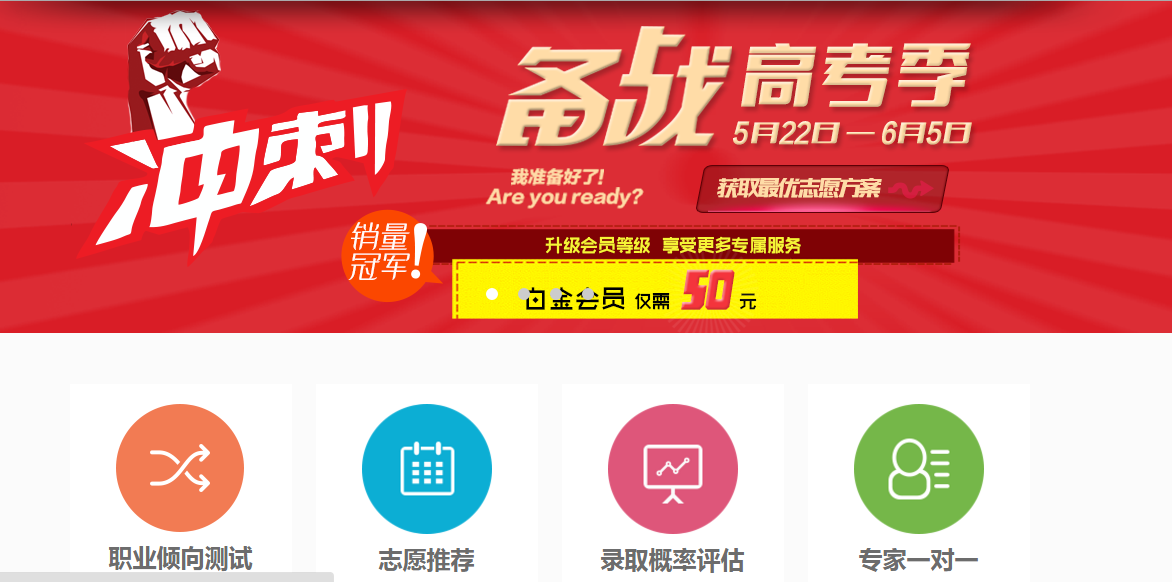 冲刺
备战高考季
5月22日—6月5日
我准备好了!
Are you ready?
获取最优志愿方案
销量
冠军!
升级会员等级 享受更多专属服务
白金会员 仅需 50 元
职业倾向测试
志愿推荐
录取概率评估
专家一对一